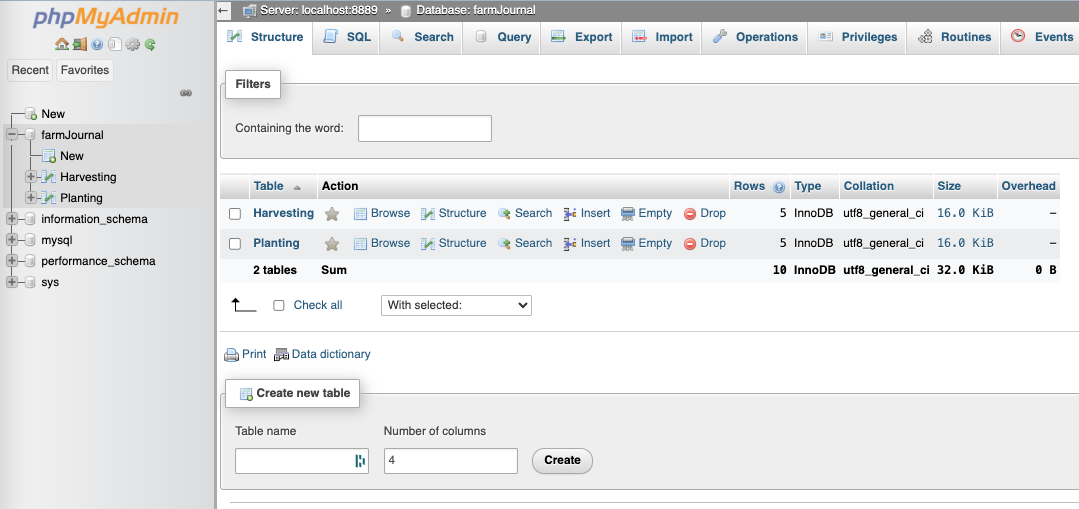 phpMyAdmin
Recent Favorites
New
farmJournal
New
Harvesting
Planting
information_schema
mysql
performance_schema
sys
Server: localhost:8889 » Database: farmJournal
Structure SQL Search Query Export Import Operations Privileges Routines Events
Filters
Containing the word:
Table Action Rows Type Collation Size Overhead
Harvesting Browse Structure Search Insert Empty Drop 5 InnoDB utf8_general_ci 16.0 KiB –
Planting Browse Structure Search Insert Empty Drop 5 InnoDB utf8_general_ci 16.0 KiB –
2 tables Sum 10 InnoDB utf8_general_ci 32.0 KiB 0 B
Check all With selected:
Print Data dictionary
Create new table
Table name Number of columns
4 Create